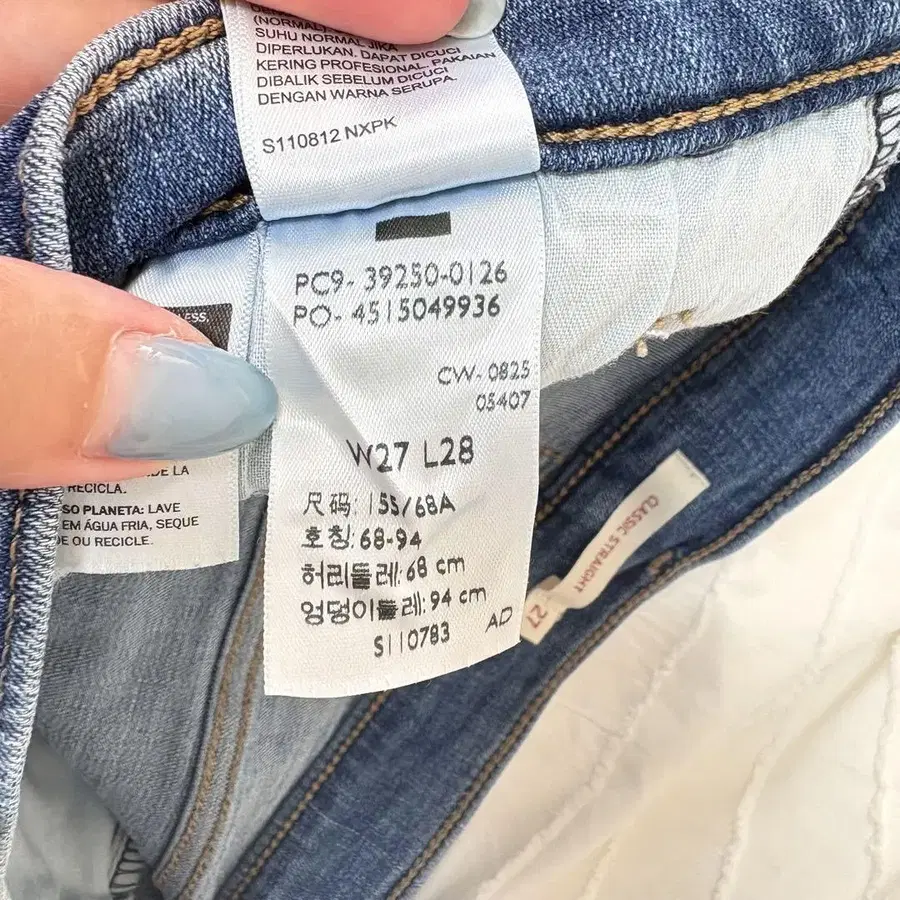 (NORMAL)
SUHU NORMAL JIKA
DIPERLUKAN. DAPAT DICUCI
KERING PROFESIONAL. PAKAIAN
DIBALIK SEBELUM DICUCI
DENGAN WARNA SERUPA.
S110812 NXPK
PC9- 39250-0126
PO- 4515049936
CW- 0825
05407
W27 L28
尺码: 155/68A
호칭: 68-94
허리둘레: 68 cm
엉덩이둘레: 94 cm
S110783 AD
DE LA
RECICLA.
SO PLANETA: LAVE
EM ÁGUA FRIA, SEQUE
OU RECICLE.
CLASSIC STRAIGHT
27